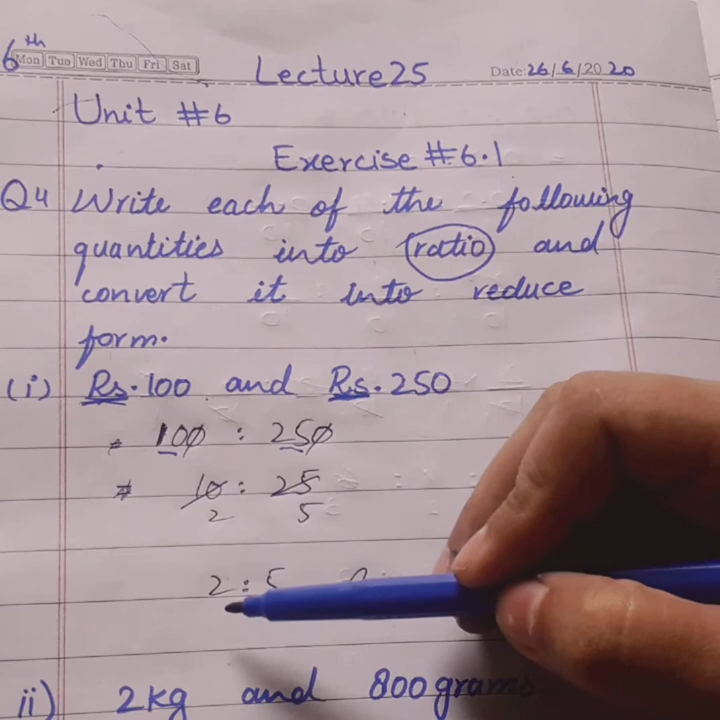 6th
Mon Tue Wed Thu Fri Sat
Lecture 25
Date: 26/6/2020
Unit #6
Exercise #6.1
Q4 Write each of the following
quantities into ratio and
convert it into reduce
form.
(i) Rs. 100 and Rs. 250
100 : 250
10 : 25
2 5
2 : 5
ii) 2kg and 800 grams